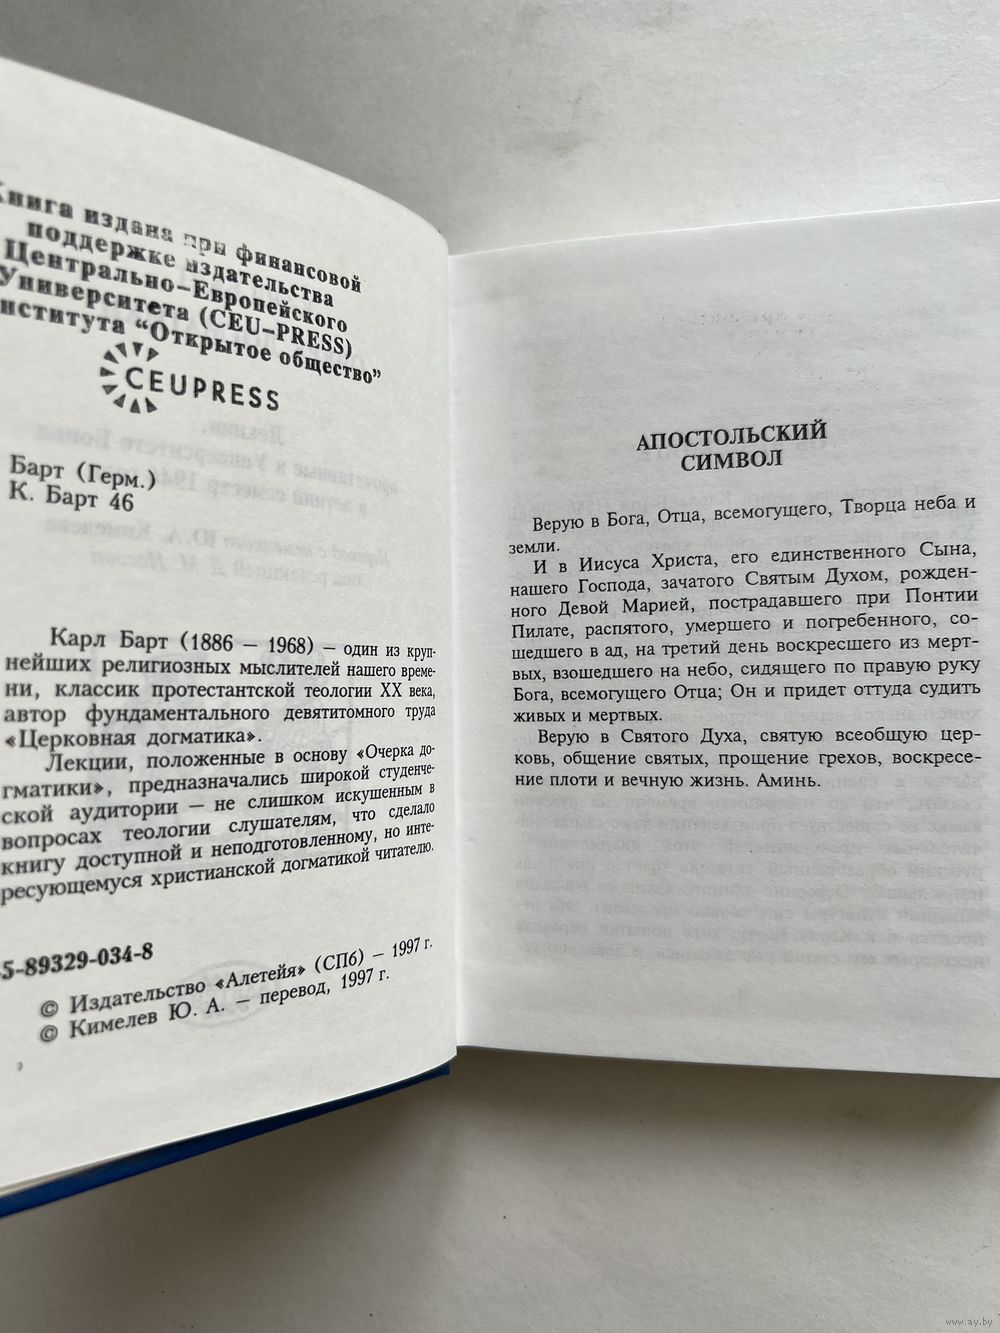 Книга издана при финансовой
поддержке издательства
Центрально-Европейского
Университета (CEU-PRESS)
нститута “Открытое общество”
CEUPRESS
Барт (Герм.)
К. Барт 46
Карл Барт (1886 – 1968) – один из круп-
нейших религиозных мыслителей нашего време-
ни, классик протестантской теологии XX века,
автор фундаментального девятитомного труда
«Церковная догматика».
Лекции, положенные в основу «Очерка до-
гматики», предназначались широкой студенче-
ской аудитории — не слишком искушенным в
вопросах теологии слушателям, что сделало
книгу доступной и неподготовленному, но инте-
ресующемуся христианской догматикой читателю.
5-89329-034-8
© Издательство «Алетейя» (СПб) – 1997 г.
© Кимелев Ю. А. – перевод, 1997 г.
АПОСТОЛЬСКИЙ
СИМВОЛ
Верую в Бога, Отца, всемогущего, Творца неба и
земли.
И в Иисуса Христа, его единственного Сына,
нашего Господа, зачатого Святым Духом, рожден-
ного Девой Марией, пострадавшего при Понтии
Пилате, распятого, умершего и погребенного, со-
шедшего в ад, на третий день воскресшего из мерт-
вых, взошедшего на небо, сидящего по правую руку
Бога, всемогущего Отца; Он и придет оттуда судить
живых и мертвых.
Верую в Святого Духа, святую всеобщую цер-
ковь, общение святых, прощение грехов, воскресе-
ние плоти и вечную жизнь. Аминь.
www.ay.by